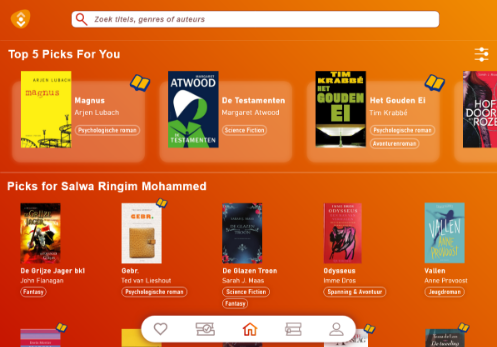 Zoek titels, genres of auteurs
Top 5 Picks For You
ARJEN LUBACH
magnus
Magnus
Arjen Lubach
Psychologische roman
MARGARET
ATWOOD
DE TESTAMENTEN
De Testamenten
Margaret Atwood
Science Fiction
TIM
KRABBÉ
HET
GOUDEN
EI
Het Gouden Ei
Tim Krabbé
Psychologische roman
Avonturenroman
HOF
DOOR
ROZE
Picks for Salwa Ringim Mohammed
GRIJZE
JAGER
De Grijze Jager bk1
John Flanagan
Fantasy
GEBR.
Gebr.
Ted van Lieshout
Psychologische roman
De Glazen Troon
Sarah J. Maas
Science Fiction
Fantasy
ODYSSEUS
Odysseus
Imme Dros
Spanning & Avontuur
VALLEN
ANNE
PROVOOST
Vallen
Anne Provoost
Jeugdroman